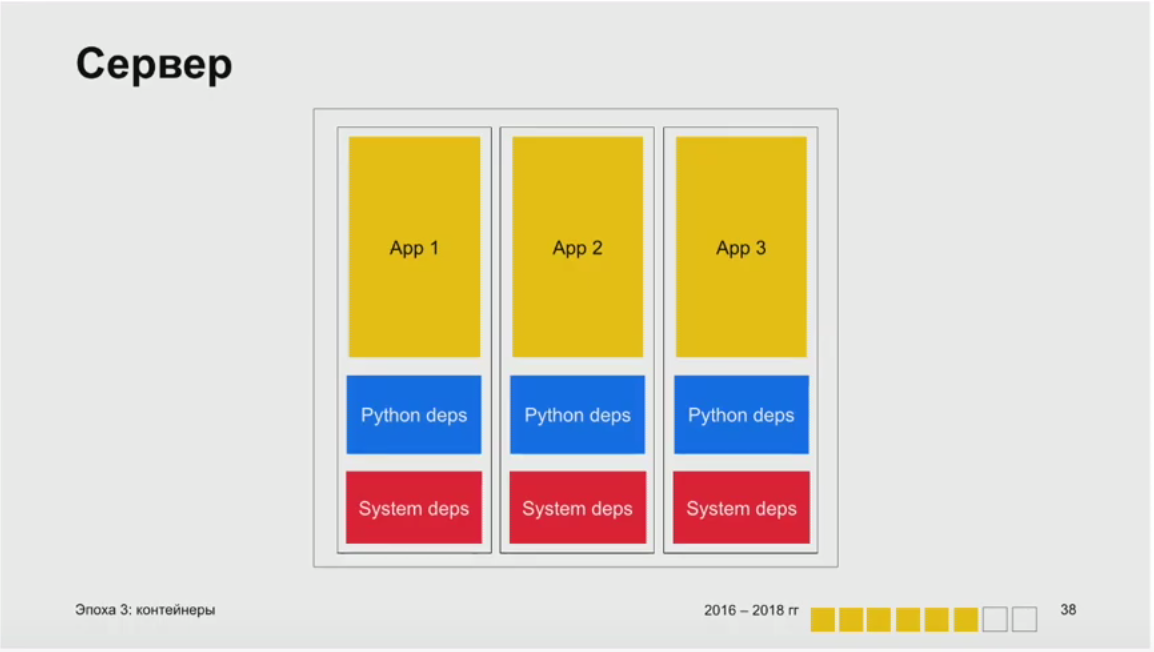 Сервер
App 1
App 2
App 3
Python deps
Python deps
Python deps
System deps
System deps
System deps
Эпоха 3: контейнеры
2016 – 2018 гг
38